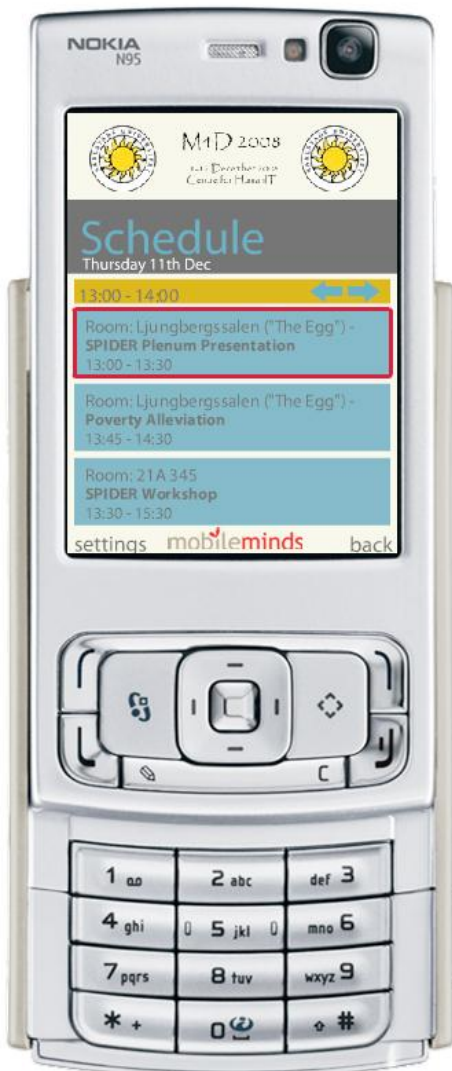 NOKIA
N95
M4D 2008
Schedule
Thursday 11th Dec
13:00 - 14:00
Room: Ljungbergssalen ("The Egg") -
SPIDER Plenum Presentation
13:00 - 13:30
Room: Ljungbergssalen ("The Egg") -
Poverty Alleviation
13:45 - 14:30
Room: 21A 345
SPIDER Workshop
13:30 - 15:30
settings mobileminds back
C
1 2 abc def 3
4 ghi 5 jkl mno 6
7 pqrs 8 tuv wxyz 9
* + 0 #